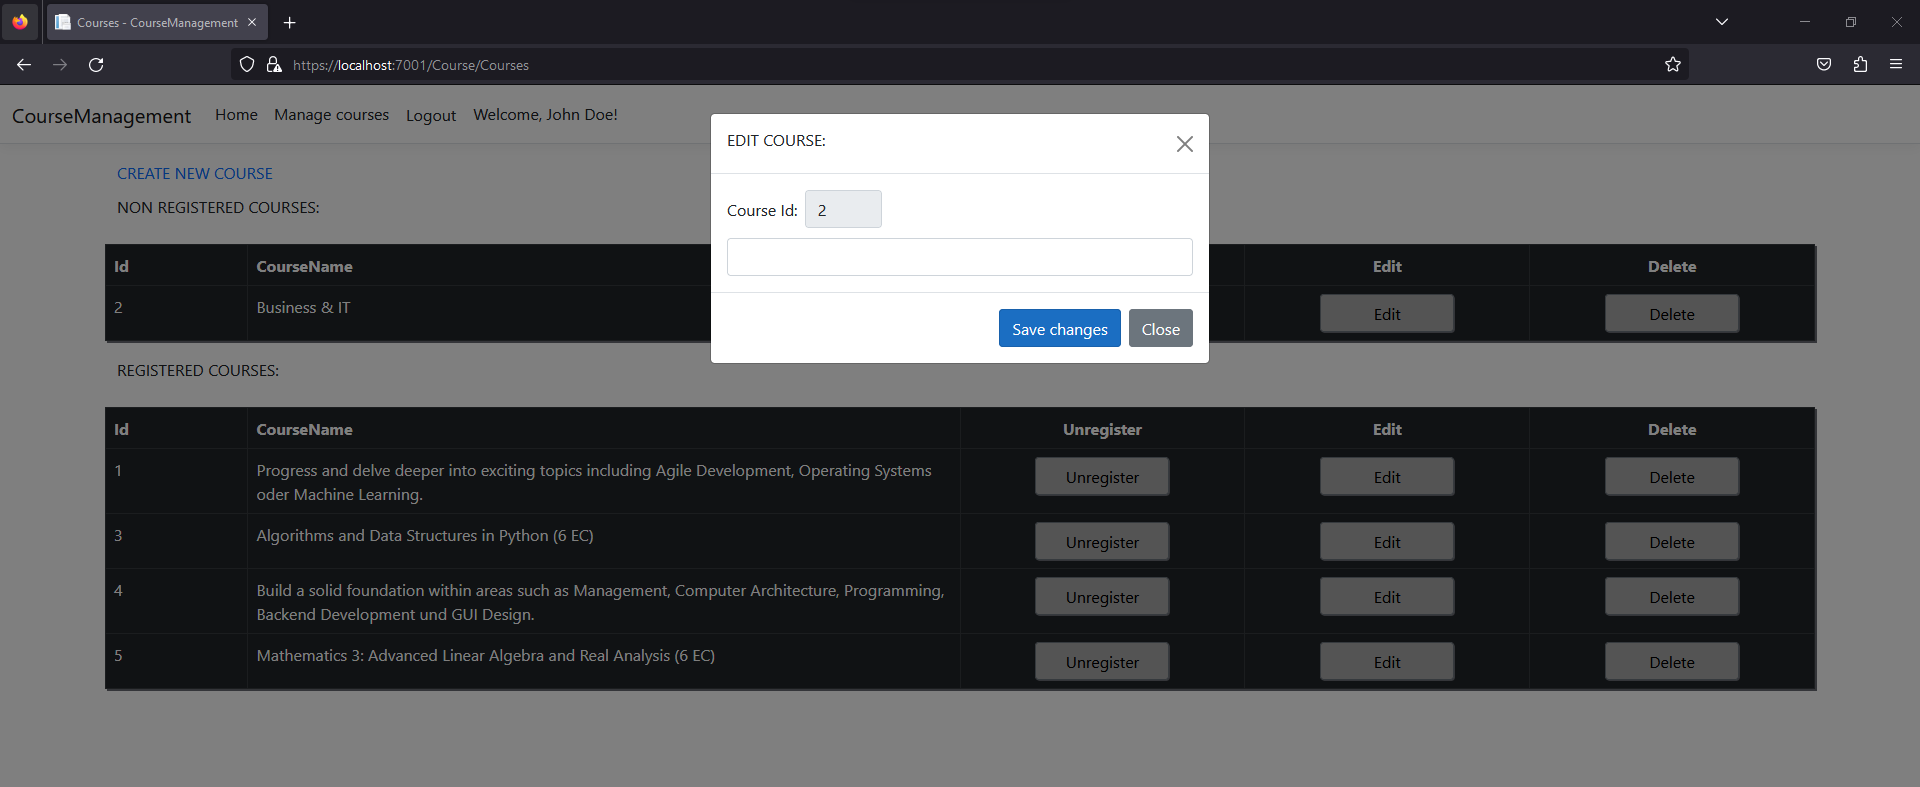 Courses - CourseManagement
https://localhost:7001/Course/Courses
CourseManagement Home Manage courses Logout Welcome, John Doe!
EDIT COURSE:
Course Id: 2
Save changes Close
CREATE NEW COURSE
NON REGISTERED COURSES:
Id CourseName Edit Delete
2 Business & IT Edit Delete
REGISTERED COURSES:
Id CourseName Unregister Edit Delete
1 Progress and delve deeper into exciting topics including Agile Development, Operating Systems
oder Machine Learning. Unregister Edit Delete
3 Algorithms and Data Structures in Python (6 EC) Unregister Edit Delete
4 Build a solid foundation within areas such as Management, Computer Architecture, Programming,
Backend Development und GUI Design. Unregister Edit Delete
5 Mathematics 3: Advanced Linear Algebra and Real Analysis (6 EC) Unregister Edit Delete